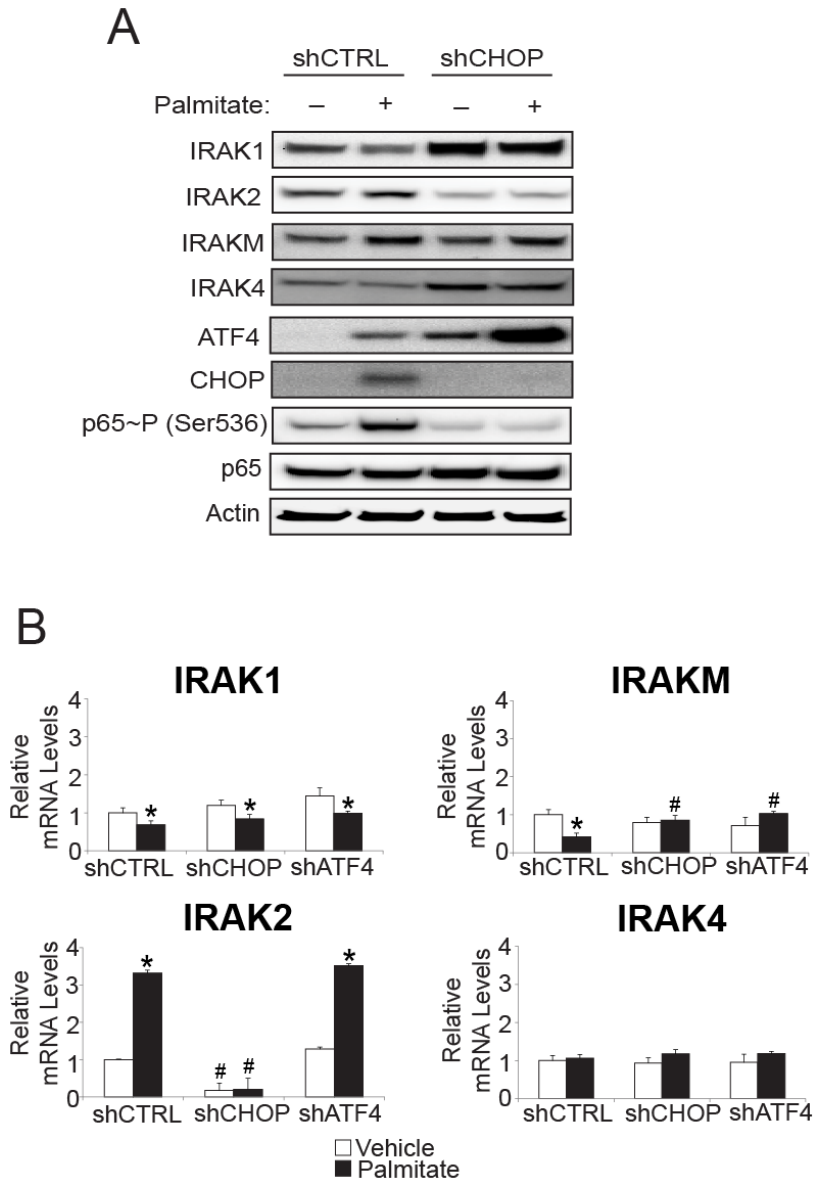 A
shCTRL shCHOP
Palmitate: – + – +
IRAK1
IRAK2
IRAKM
IRAK4
ATF4
CHOP
p65~P (Ser536)
p65
Actin
B
IRAK1
Relative
mRNA Levels
4
3
2
1
0
* * *
shCTRL shCHOP shATF4
IRAKM
Relative
mRNA Levels
4
3
2
1
0
* # #
shCTRL shCHOP shATF4
IRAK2
Relative
mRNA Levels
4
3
2
1
0
* # # *
shCTRL shCHOP shATF4
IRAK4
Relative
mRNA Levels
4
3
2
1
0
shCTRL shCHOP shATF4
Vehicle
Palmitate